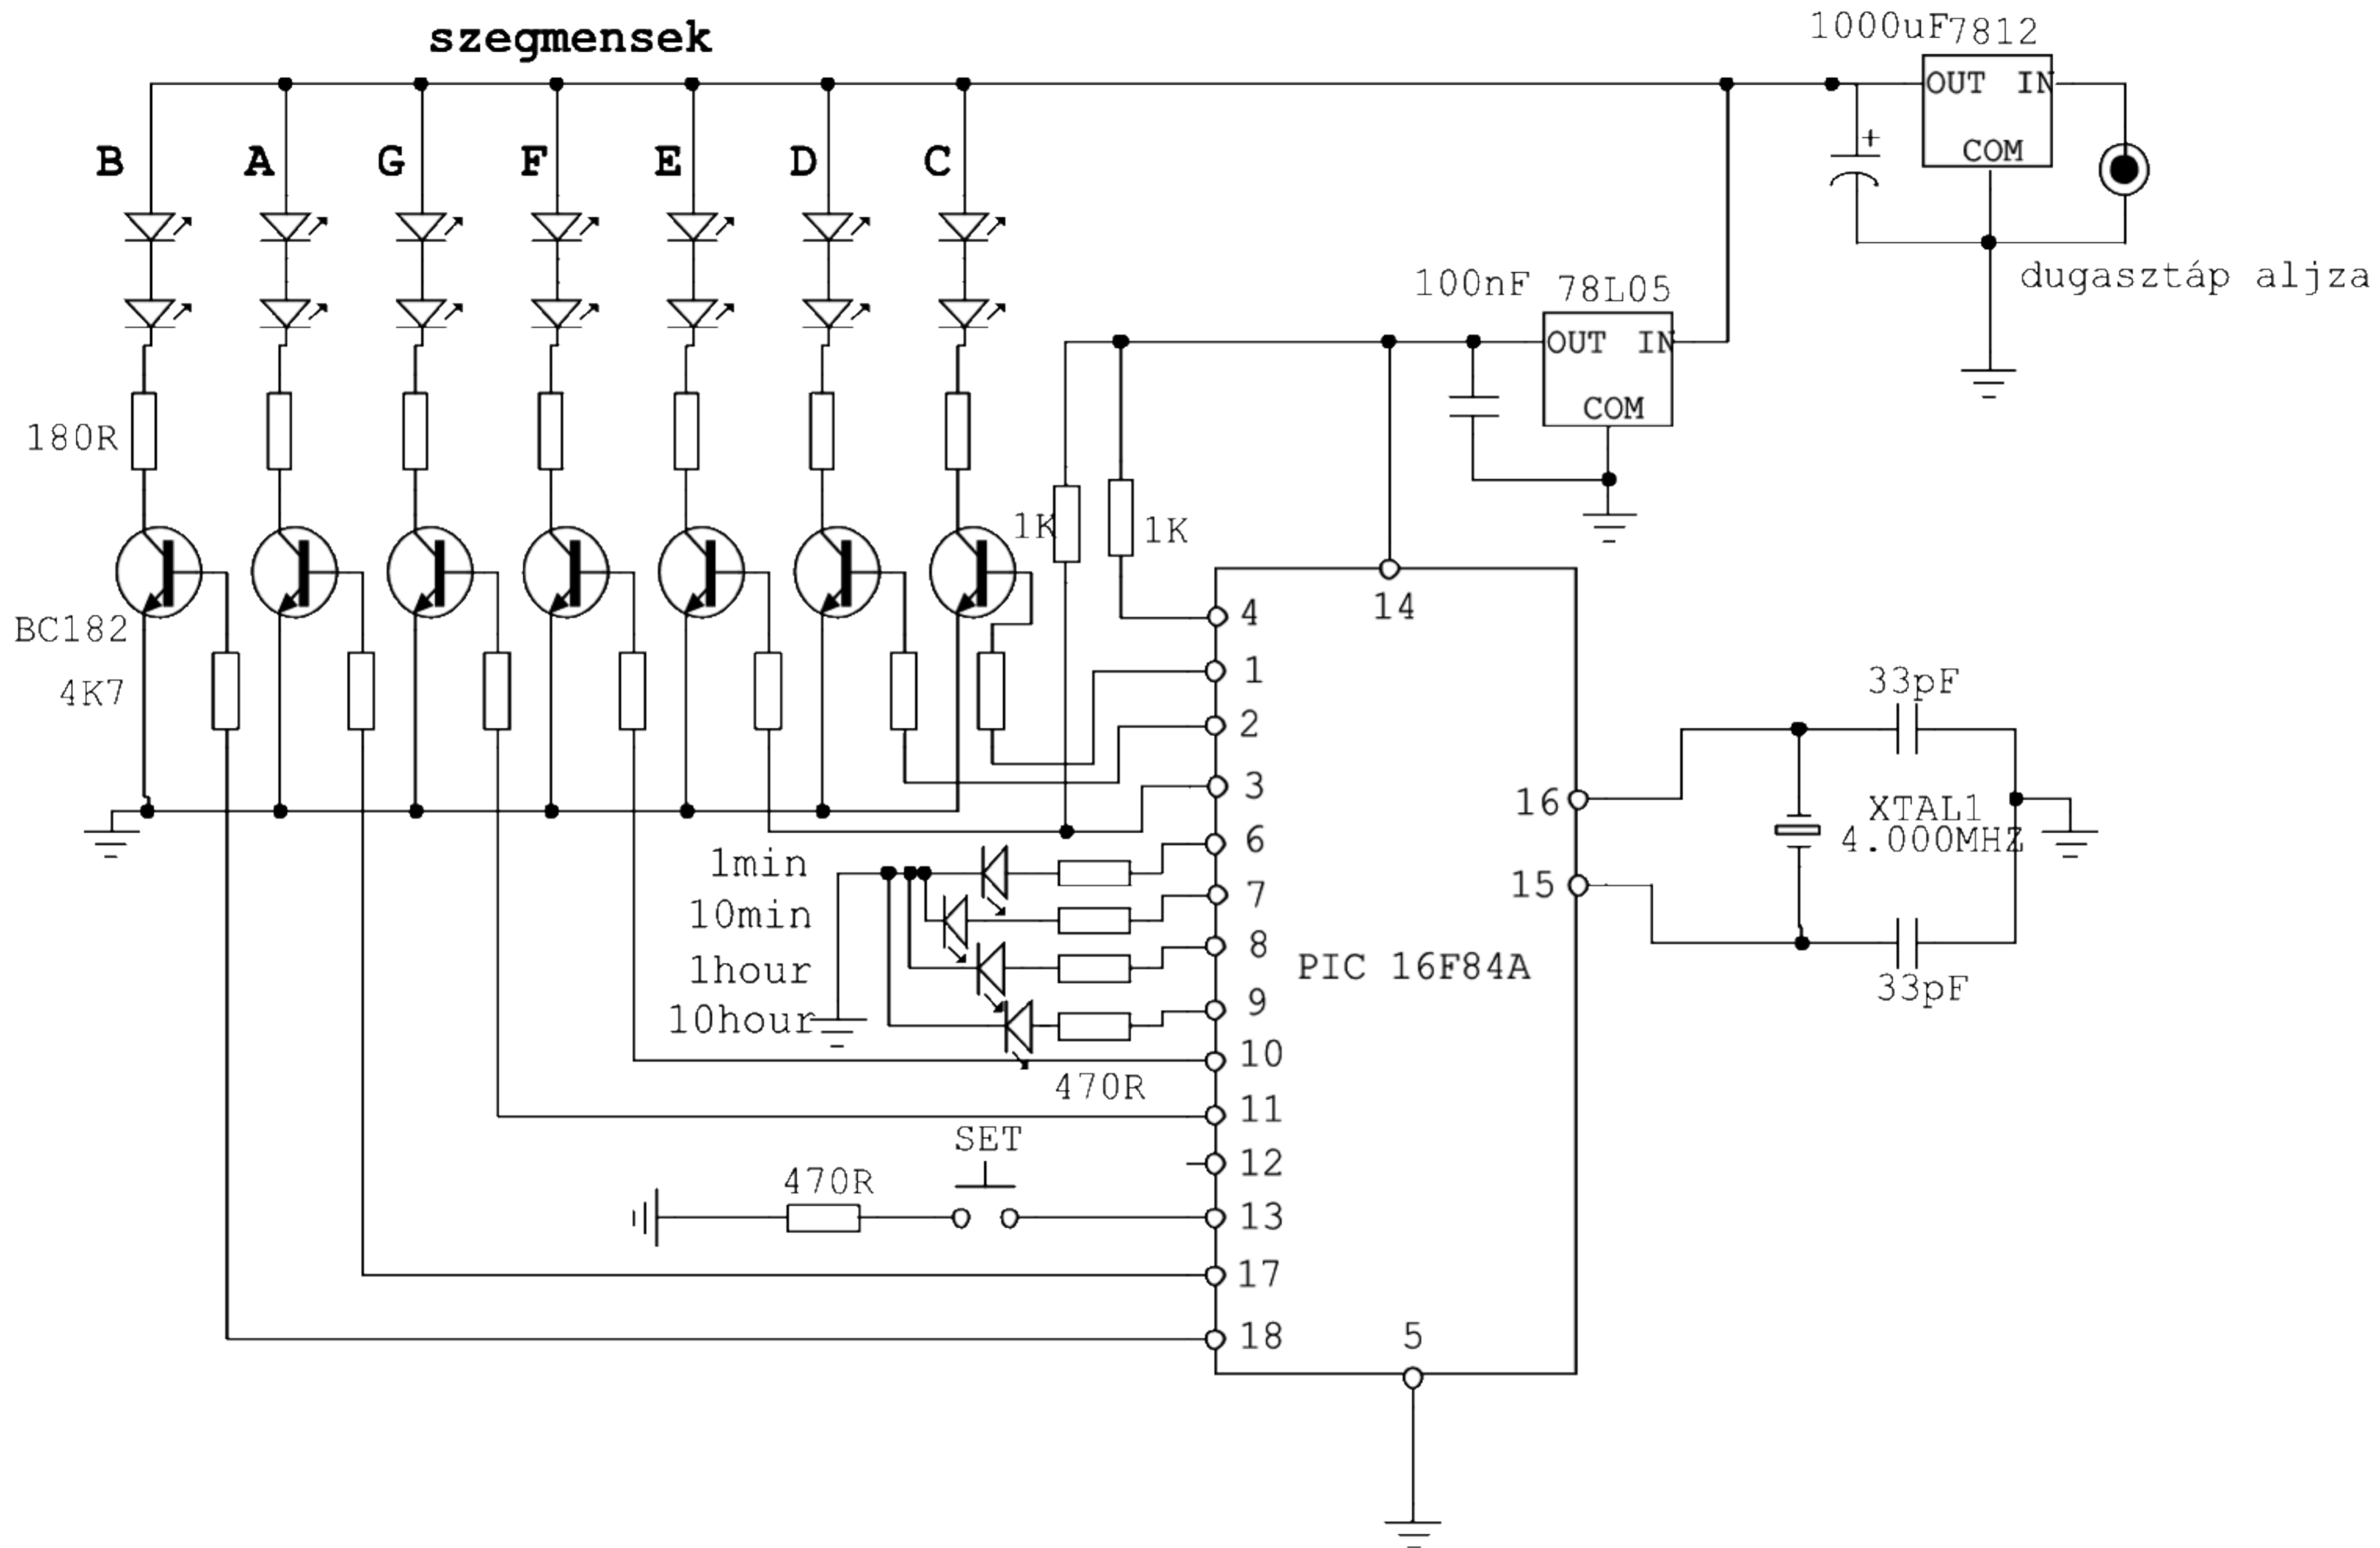 szegmensek
1000uF 7812
OUT IN
COM
B A G F E D C
dugasztáp aljza
100nF 78L05
OUT IN
COM
180R
1K
1K
BC182
4K7
14
4
1
2
3
6
7
8
9
10
11
12
13
17
18
5
16
15
PIC 16F84A
33pF
XTAL1
4.000MHZ
33pF
1min
10min
1hour
10hour
470R
SET
470R